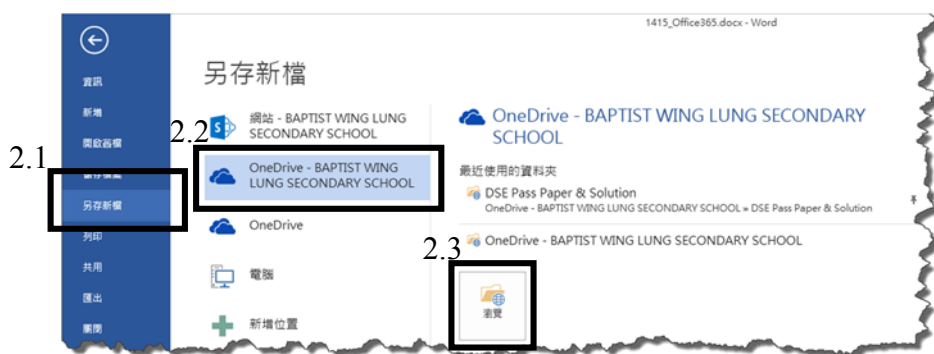 1415_Office365.docx - Word
資訊
新增
開啟舊檔
儲存檔案
另存新檔
列印
共用
匯出
關閉
2.1
另存新檔
2.2
網站 - BAPTIST WING LUNG
SECONDARY SCHOOL
OneDrive - BAPTIST WING
LUNG SECONDARY SCHOOL
OneDrive
電腦
新增位置
OneDrive - BAPTIST WING LUNG SECONDARY
SCHOOL
最近使用的資料夾
DSE Pass Paper & Solution
OneDrive - BAPTIST WING LUNG SECONDARY SCHOOL » DSE Pass Paper & Solution
OneDrive - BAPTIST WING LUNG SECONDARY SCHOOL
2.3
瀏覽